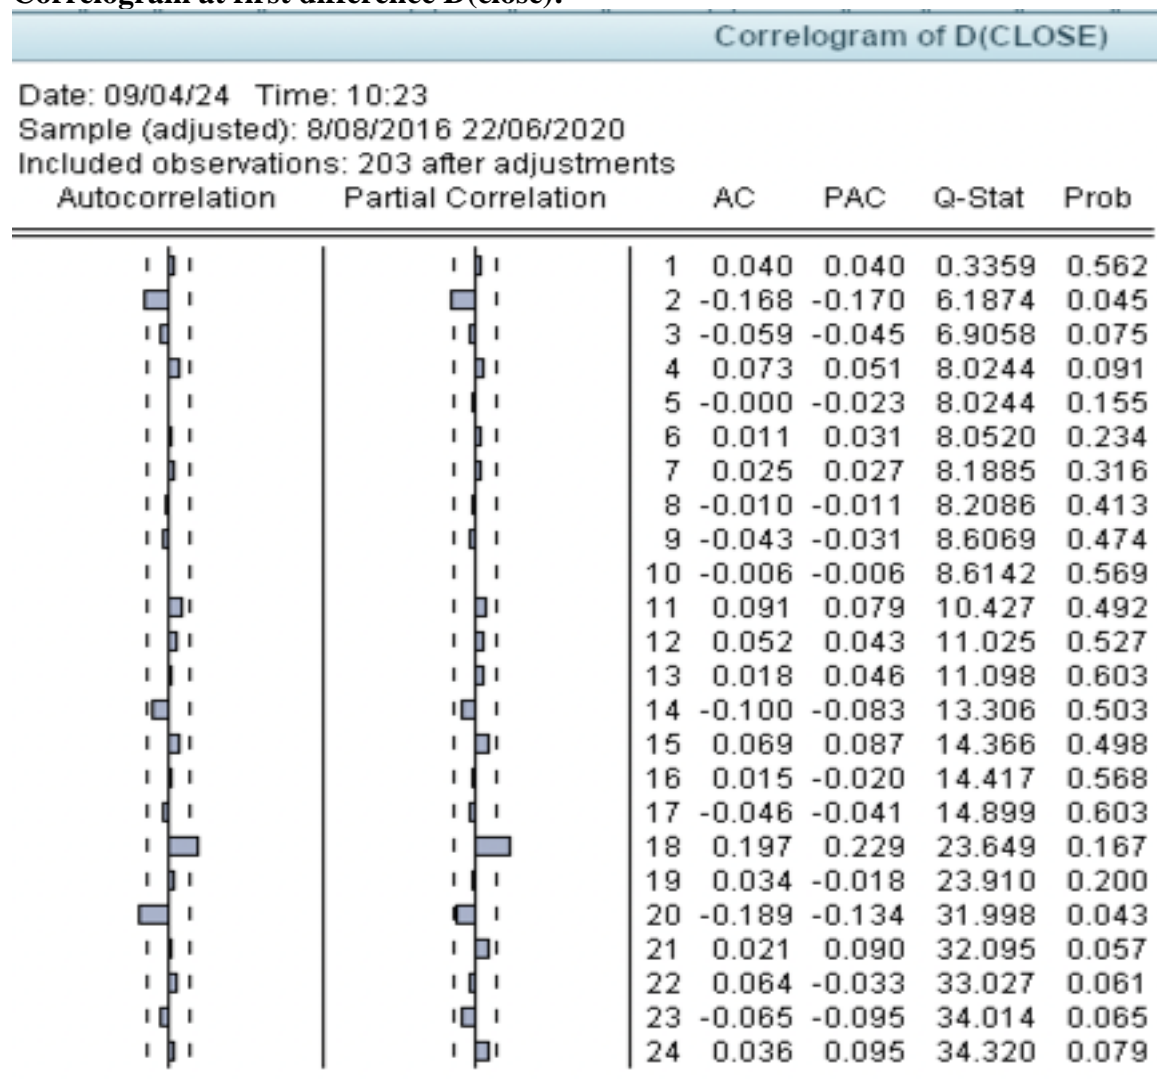 Correlogram at first difference D(close):
Correlogram of D(CLOSE)
Date: 09/04/24 Time: 10:23
Sample (adjusted): 8/08/2016 22/06/2020
Included observations: 203 after adjustments
Autocorrelation Partial Correlation AC PAC Q-Stat Prob
1 0.040 0.040 0.3359 0.562
2 -0.168 -0.170 6.1874 0.045
3 -0.059 -0.045 6.9058 0.075
4 0.073 0.051 8.0244 0.091
5 -0.000 -0.023 8.0244 0.155
6 0.011 0.031 8.0520 0.234
7 0.025 0.027 8.1885 0.316
8 -0.010 -0.011 8.2086 0.413
9 -0.043 -0.031 8.6069 0.474
10 -0.006 -0.006 8.6142 0.569
11 0.091 0.079 10.427 0.492
12 0.052 0.043 11.025 0.527
13 0.018 0.046 11.098 0.603
14 -0.100 -0.083 13.306 0.503
15 0.069 0.087 14.366 0.498
16 0.015 -0.020 14.417 0.568
17 -0.046 -0.041 14.899 0.603
18 0.197 0.229 23.649 0.167
19 0.034 -0.018 23.910 0.200
20 -0.189 -0.134 31.998 0.043
21 0.021 0.090 32.095 0.057
22 0.064 -0.033 33.027 0.061
23 -0.065 -0.095 34.014 0.065
24 0.036 0.095 34.320 0.079